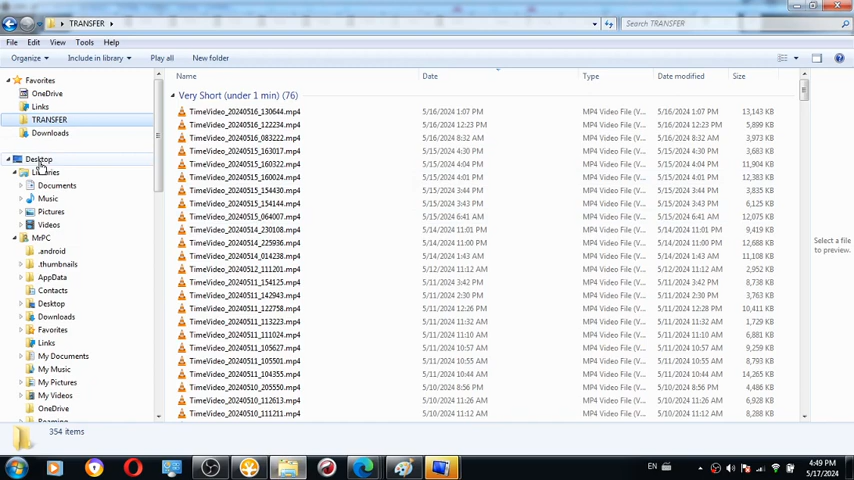 TRANSFER
Search TRANSFER
File Edit View Tools Help
Organize Include in library Play all New folder
Name Date Type Date modified Size
Favorites
OneDrive
Links
TRANSFER
Downloads
Desktop
Libraries
Documents
Music
Pictures
Videos
MrPC
.android
.thumbnails
AppData
Contacts
Desktop
Downloads
Favorites
Links
My Documents
My Music
My Pictures
My Videos
OneDrive
Very Short (under 1 min) (76)
TimeVideo_20240516_130644.mp4 5/16/2024 1:07 PM MP4 Video File (V... 5/16/2024 1:07 PM 13,143 KB
TimeVideo_20240516_122234.mp4 5/16/2024 12:23 PM MP4 Video File (V... 5/16/2024 12:23 PM 5,899 KB
TimeVideo_20240516_083222.mp4 5/16/2024 8:32 AM MP4 Video File (V... 5/16/2024 8:32 AM 5,938 KB
TimeVideo_20240515_163017.mp4 5/15/2024 4:30 PM MP4 Video File (V... 5/15/2024 4:30 PM 8,138 KB
TimeVideo_20240515_160322.mp4 5/15/2024 4:04 PM MP4 Video File (V... 5/15/2024 4:04 PM 11,904 KB
TimeVideo_20240515_160024.mp4 5/15/2024 4:01 PM MP4 Video File (V... 5/15/2024 4:01 PM 12,383 KB
TimeVideo_20240515_154430.mp4 5/15/2024 3:44 PM MP4 Video File (V... 5/15/2024 3:44 PM 9,191 KB
TimeVideo_20240515_154144.mp4 5/15/2024 3:43 PM MP4 Video File (V... 5/15/2024 3:43 PM 6,125 KB
TimeVideo_20240515_064007.mp4 5/15/2024 6:41 AM MP4 Video File (V... 5/15/2024 6:41 AM 9,217 KB
TimeVideo_20240514_230108.mp4 5/14/2024 11:01 PM MP4 Video File (V... 5/14/2024 11:01 PM 4,693 KB
TimeVideo_20240514_225936.mp4 5/14/2024 11:00 PM MP4 Video File (V... 5/14/2024 11:00 PM 12,688 KB
TimeVideo_20240514_014238.mp4 5/14/2024 1:43 AM MP4 Video File (V... 5/14/2024 1:43 AM 6,268 KB
TimeVideo_20240512_111201.mp4 5/12/2024 11:12 AM MP4 Video File (V... 5/12/2024 11:12 AM 2,952 KB
TimeVideo_20240511_154125.mp4 5/11/2024 3:42 PM MP4 Video File (V... 5/11/2024 3:42 PM 8,738 KB
TimeVideo_20240511_142943.mp4 5/11/2024 2:30 PM MP4 Video File (V... 5/11/2024 2:30 PM 3,763 KB
TimeVideo_20240511_122758.mp4 5/11/2024 12:28 PM MP4 Video File (V... 5/11/2024 12:28 PM 10,411 KB
TimeVideo_20240511_113223.mp4 5/11/2024 11:32 AM MP4 Video File (V... 5/11/2024 11:32 AM 1,729 KB
TimeVideo_20240511_111024.mp4 5/11/2024 11:10 AM MP4 Video File (V... 5/11/2024 11:10 AM 6,881 KB
TimeVideo_20240511_105627.mp4 5/11/2024 10:57 AM MP4 Video File (V... 5/11/2024 10:57 AM 9,259 KB
TimeVideo_20240511_105501.mp4 5/11/2024 10:55 AM MP4 Video File (V... 5/11/2024 10:55 AM 8,793 KB
TimeVideo_20240511_104355.mp4 5/11/2024 10:44 AM MP4 Video File (V... 5/11/2024 10:44 AM 14,265 KB
TimeVideo_20240510_205550.mp4 5/10/2024 8:56 PM MP4 Video File (V... 5/10/2024 8:56 PM 4,486 KB
TimeVideo_20240510_112613.mp4 5/10/2024 11:26 AM MP4 Video File (V... 5/10/2024 11:26 AM 3,930 KB
TimeVideo_20240510_111211.mp4 5/10/2024 11:12 AM MP4 Video File (V... 5/10/2024 11:12 AM 8,288 KB
Select a file to preview.
354 items
EN
4:49 PM
5/17/2024